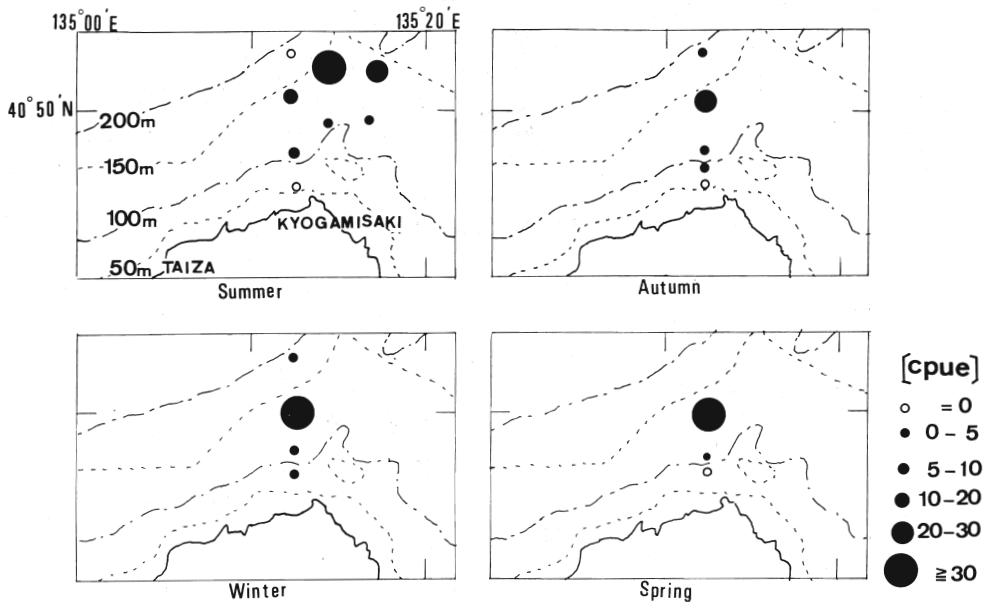 135°00'E
135°20'E
40°50'N
200m
150m
100m
50m
KYOGAMISAKI
TAIZA
Summer
Autumn
Winter
Spring
[cpue]
= 0
0 – 5
5 – 10
10 – 20
20 – 30
≧ 30